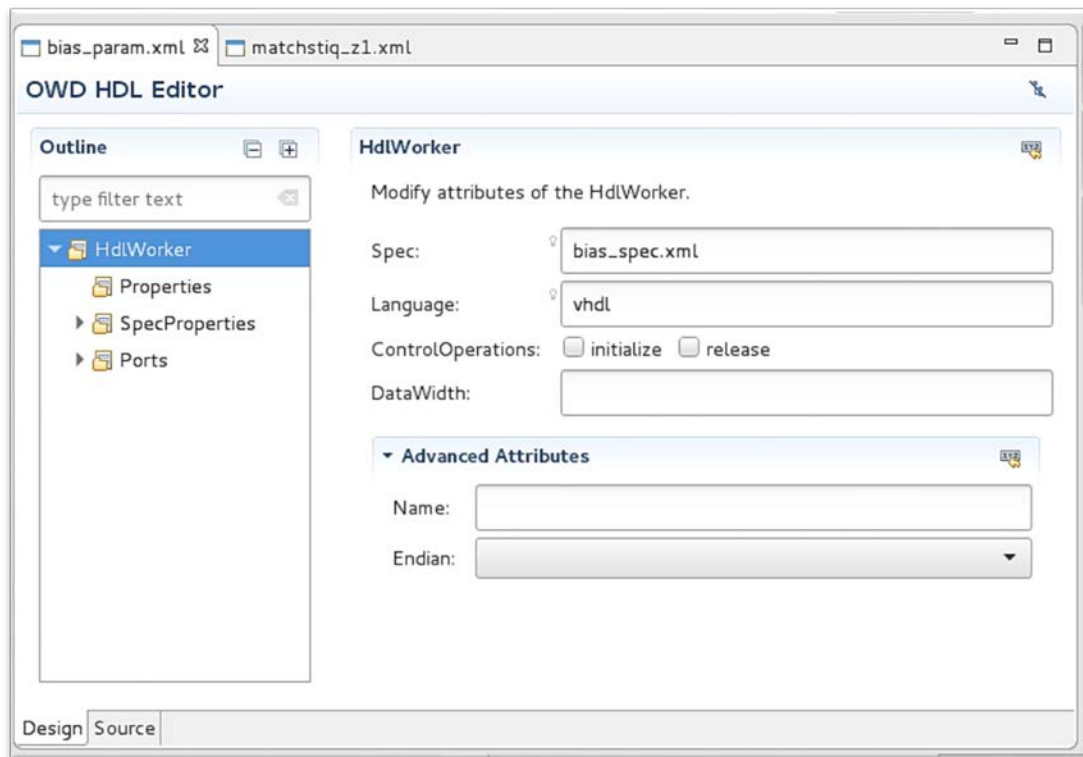 bias_param.xml matchstiq_z1.xml
OWD HDL Editor
Outline
type filter text
HdlWorker
Properties
SpecProperties
Ports
HdlWorker
Modify attributes of the HdlWorker.
Spec: bias_spec.xml
Language: vhdl
ControlOperations: initialize release
DataWidth:
Advanced Attributes
Name:
Endian:
Design Source